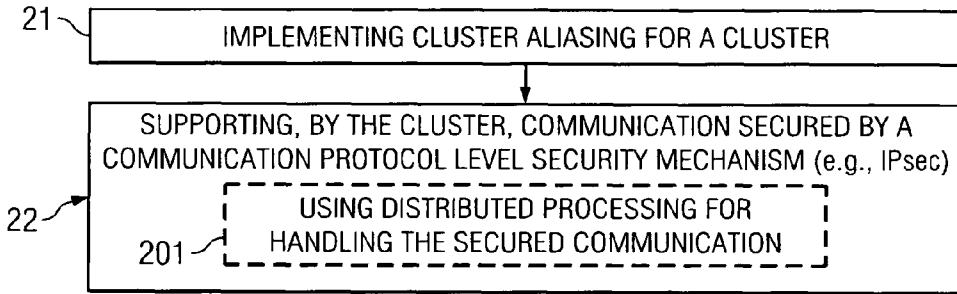 21
IMPLEMENTING CLUSTER ALIASING FOR A CLUSTER
SUPPORTING, BY THE CLUSTER, COMMUNICATION SECURED BY A
COMMUNICATION PROTOCOL LEVEL SECURITY MECHANISM (e.g., IPsec)
22
USING DISTRIBUTED PROCESSING FOR
201
HANDLING THE SECURED COMMUNICATION